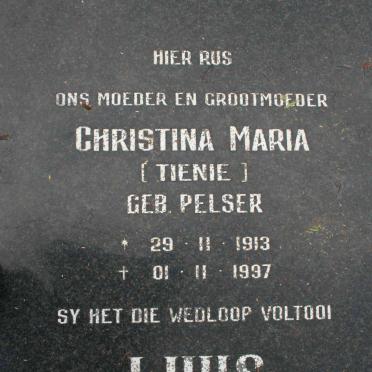 HIER RUS
ONS MOEDER EN GROOTMOEDER
CHRISTINA MARIA
[ TIENIE ]
GEB. PELSER
* 29 · 11 · 1913
† 01 · 11 · 1997
SY HET DIE WEDLOOP VOLTOOI